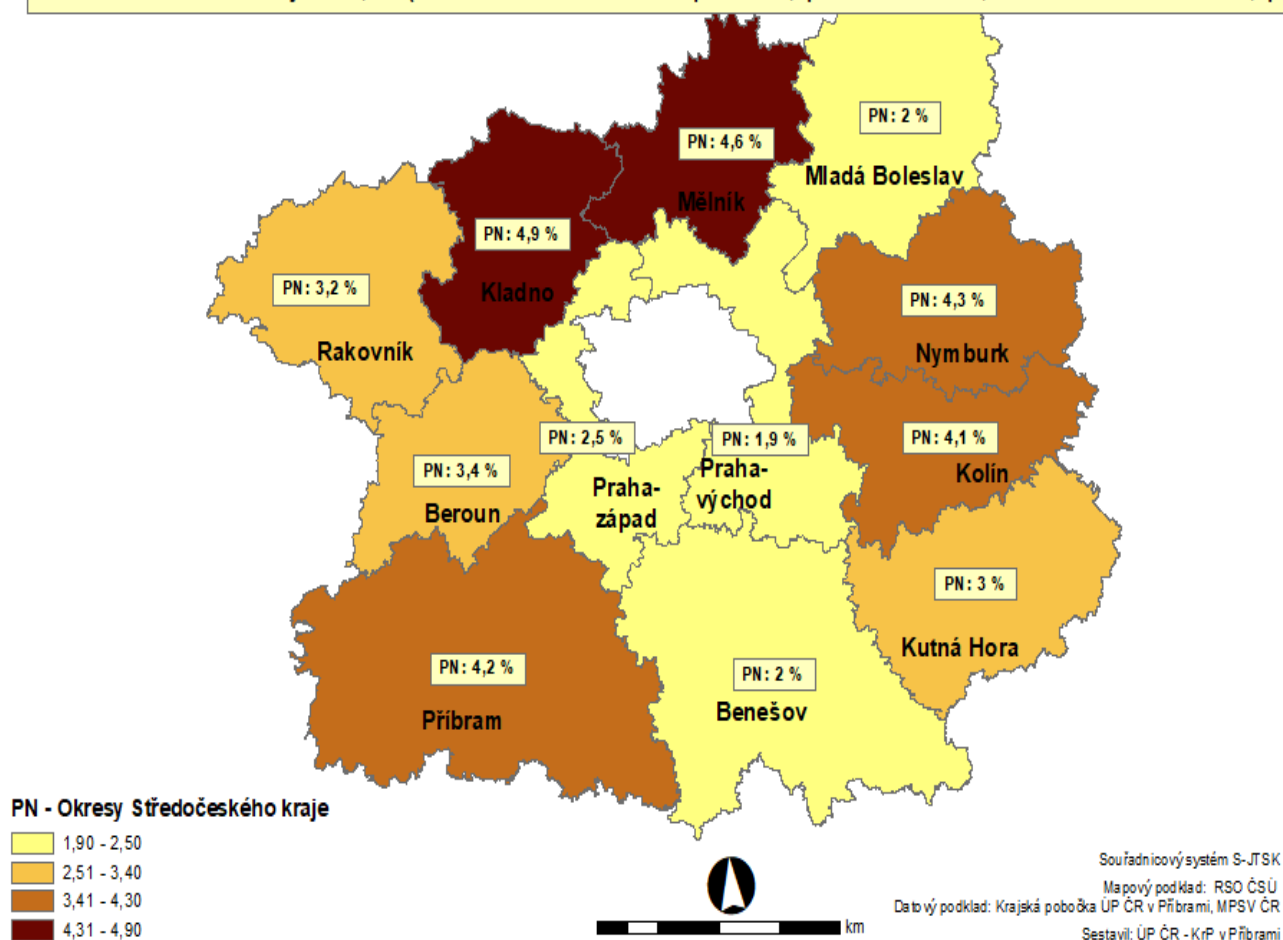 PN: 2 %
Mladá Boleslav
PN: 4,6 %
Mělník
PN: 4,9 %
Kladno
PN: 3,2 %
Rakovník
PN: 4,3 %
Nymburk
PN: 2,5 %
Praha-
západ
PN: 1,9 %
Praha-
východ
PN: 4,1 %
Kolín
PN: 3,4 %
Beroun
PN: 3 %
Kutná Hora
PN: 4,2 %
Příbram
PN: 2 %
Benešov
PN - Okresy Středočeského kraje
1,90 - 2,50
2,51 - 3,40
3,41 - 4,30
4,31 - 4,90
km
Souřadnicový systém S-JTSK
Mapový podklad: RSO ČSÚ
Datový podklad: Krajská pobočka ÚP ČR v Příbrami, MPSV ČR
Sestavil: ÚP ČR - KrP v Příbrami